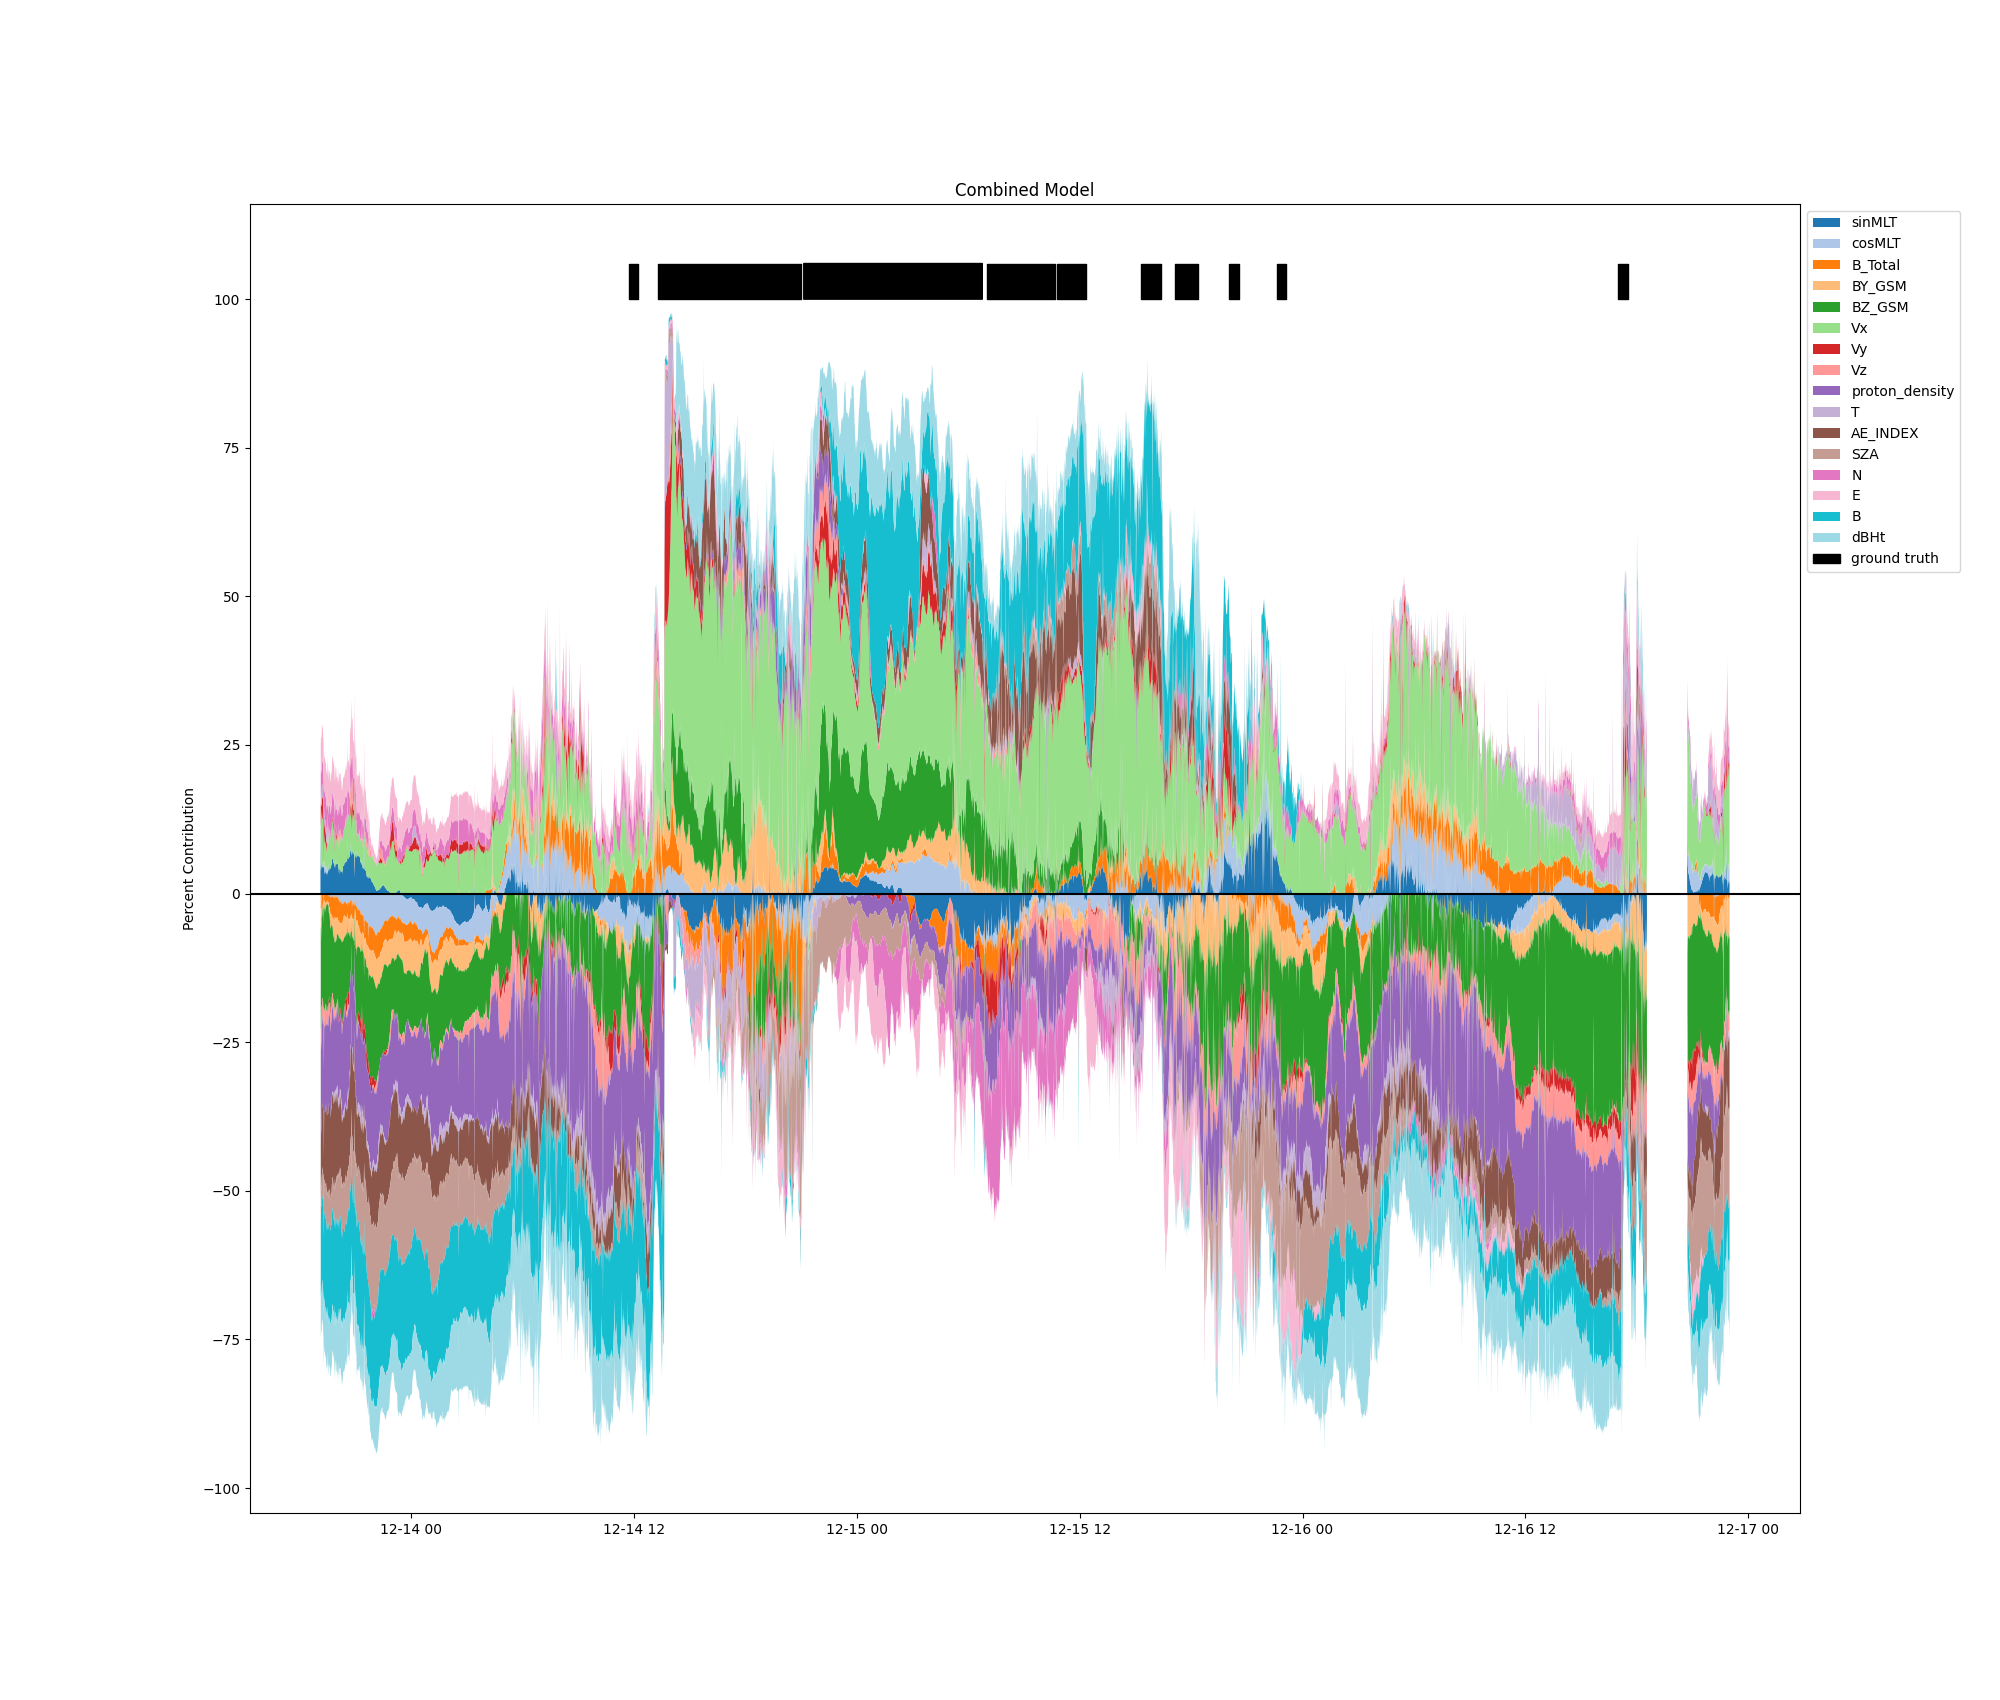 Combined Model
Percent Contribution
100
75
50
25
0
−25
−50
−75
−100
12-14 00
12-14 12
12-15 00
12-15 12
12-16 00
12-16 12
12-17 00
sinMLT
cosMLT
B_Total
BY_GSM
BZ_GSM
Vx
Vy
Vz
proton_density
T
AE_INDEX
SZA
N
E
B
dBHt
ground truth